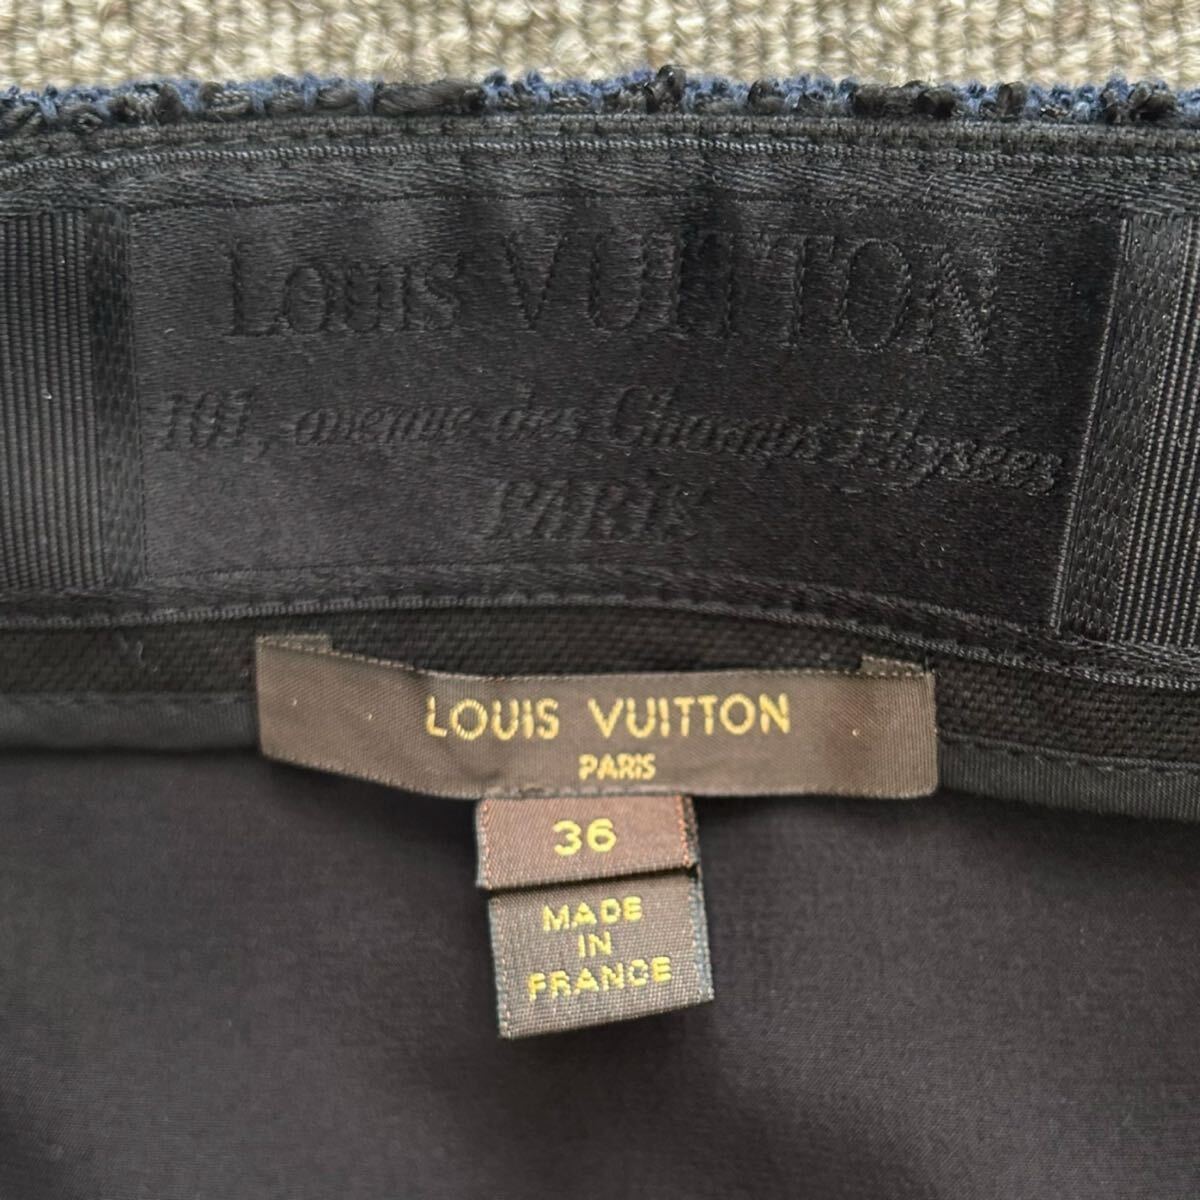 LOUIS VUITTON
101, avenue des Champs Elysées
PARIS
LOUIS VUITTON
PARIS
36
MADE
IN
FRANCE